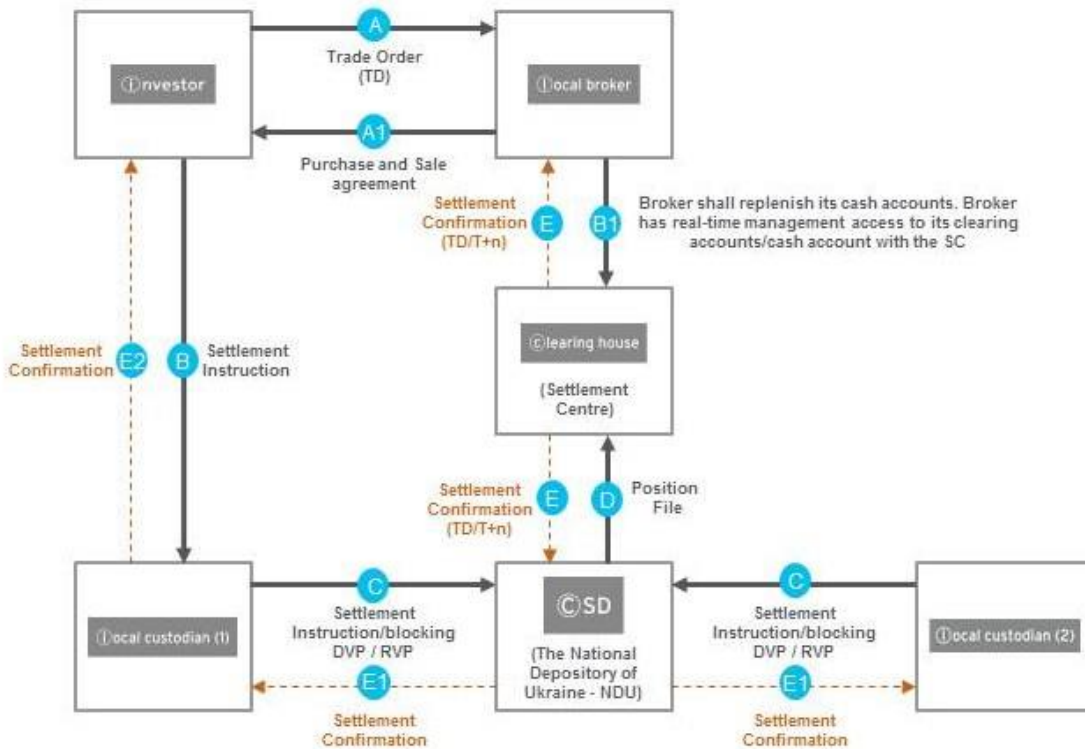 A
Trade Order
(TD)
ⓘnvestor
ⓛocal broker
A1
Purchase and Sale
agreement
Settlement
Confirmation
(TD/T+n)
E
B1
Broker shall replenish its cash accounts. Broker
has real-time management access to its clearing
accounts/cash account with the SC
Settlement
Confirmation
E2
B
Settlement
Instruction
ⓒlearing house
(Settlement
Centre)
Settlement
Confirmation
(TD/T+n)
E
D
Position
File
ⓛocal custodian (1)
C
Settlement
Instruction/blocking
DVP / RVP
E1
Settlement
Confirmation
ⒸSD
(The National
Depository of
Ukraine - NDU)
C
Settlement
Instruction/blocking
DVP / RVP
E1
Settlement
Confirmation
ⓛocal custodian (2)